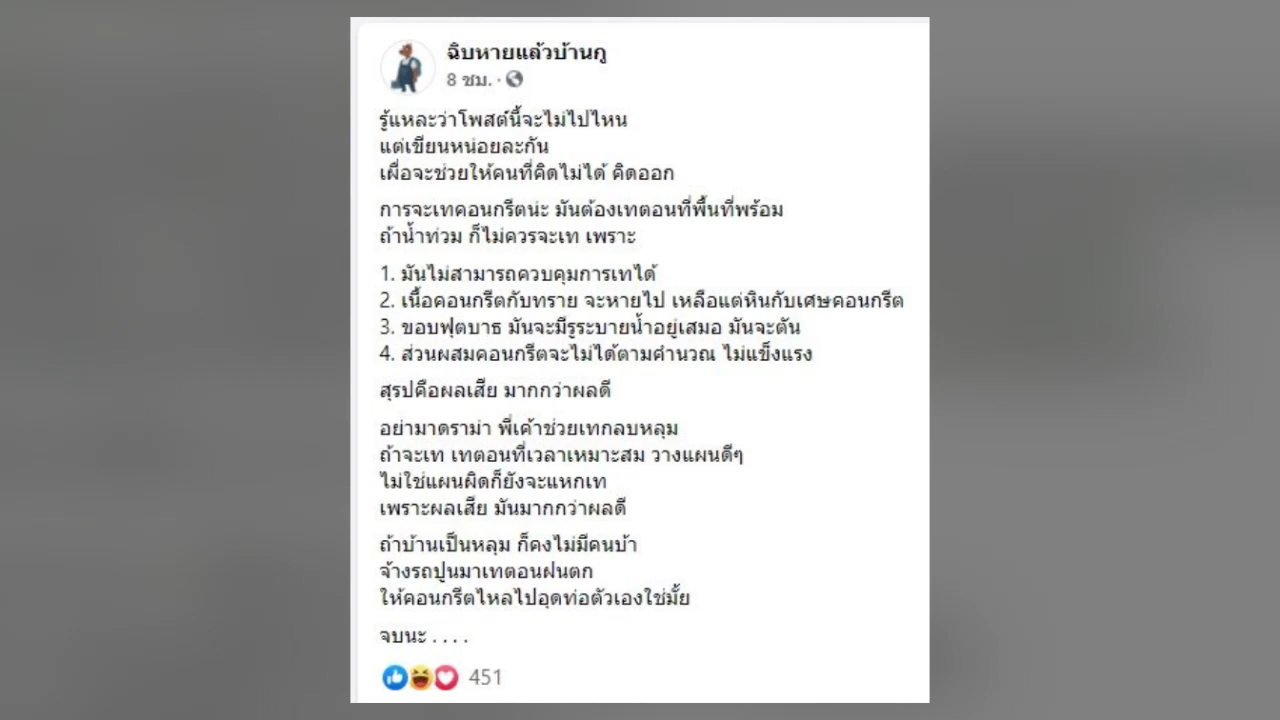 ฉิบหายแล้วบ้านกู
8 ชม. ·
รู้แหละว่าโพสต์นี้จะไม่ไปไหน
แต่เขียนหน่อยละกัน
เผื่อจะช่วยให้คนที่คิดไม่ได้ คิดออก
การจะเทคอนกรีตน่ะ มันต้องเทตอนที่พื้นที่พร้อม
ถ้าน้ำท่วม ก็ไม่ควรจะเท เพราะ
1. มันไม่สามารถควบคุมการเทได้
2. เนื้อคอนกรีตกับทราย จะหายไป เหลือแต่หินกับเศษคอนกรีต
3. ขอบฟุตบาธ มันจะมีรูระบายน้ำอยู่เสมอ มันจะตัน
4. ส่วนผสมคอนกรีตจะไม่ได้ตามคำนวณ ไม่แข็งแรง
สรุปคือผลเสีย มากกว่าผลดี
อย่ามาดราม่า พี่เค้าช่วยเทกลบหลุม
ถ้าจะเท เทตอนที่เวลาเหมาะสม วางแผนดีๆ
ไม่ใช่แผนผิดก็ยังจะแหกเท
เพราะผลเสีย มันมากกว่าผลดี
ถ้าบ้านเป็นหลุม ก็คงไม่มีคนบ้า
จ้างรถปูนมาเทตอนฝนตก
ให้คอนกรีตไหลไปอุดท่อตัวเองใช่มั้ย
จบนะ . . . .
451